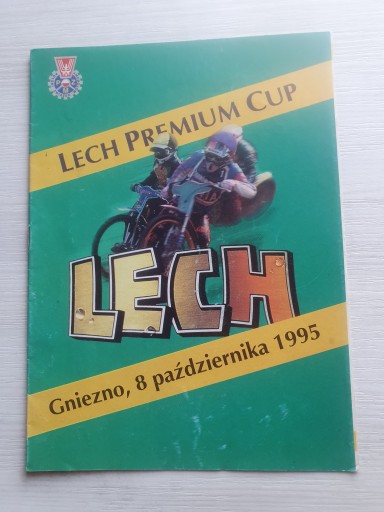 LECH PREMIUM CUP
LECH
Gniezno, 8 października 1995